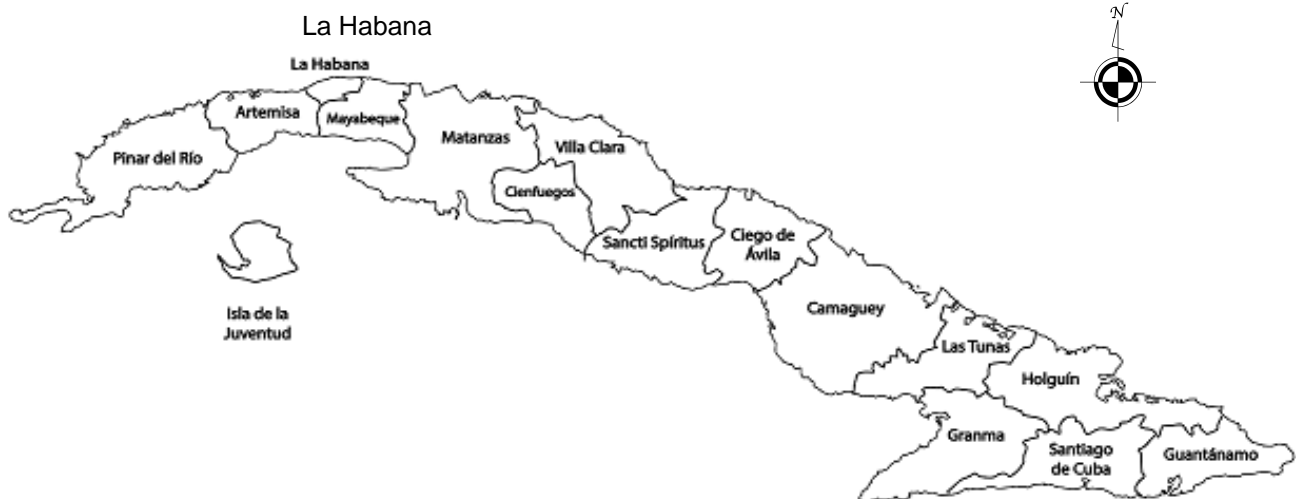 La Habana
N
La Habana
Artemisa
Mayabeque
Matanzas
Villa Clara
Pinar del Río
Cienfuegos
Sancti Spíritus
Ciego de
Ávila
Isla de la
Juventud
Camaguey
Las Tunas
Holguín
Granma
Santiago
de Cuba
Guantánamo